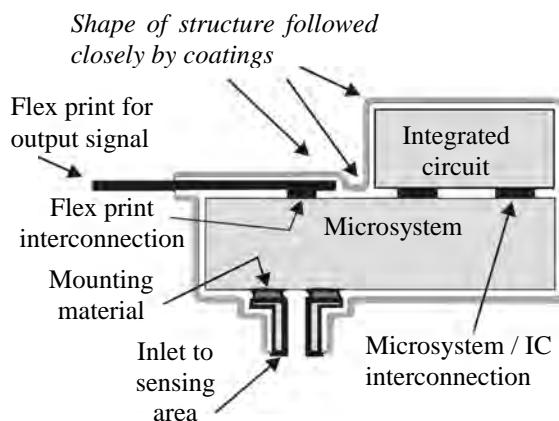 Shape of structure followed
closely by coatings
Flex print for
output signal
Integrated
circuit
Flex print
interconnection
Microsystem
Mounting
material
Inlet to
sensing
area
Microsystem / IC
interconnection